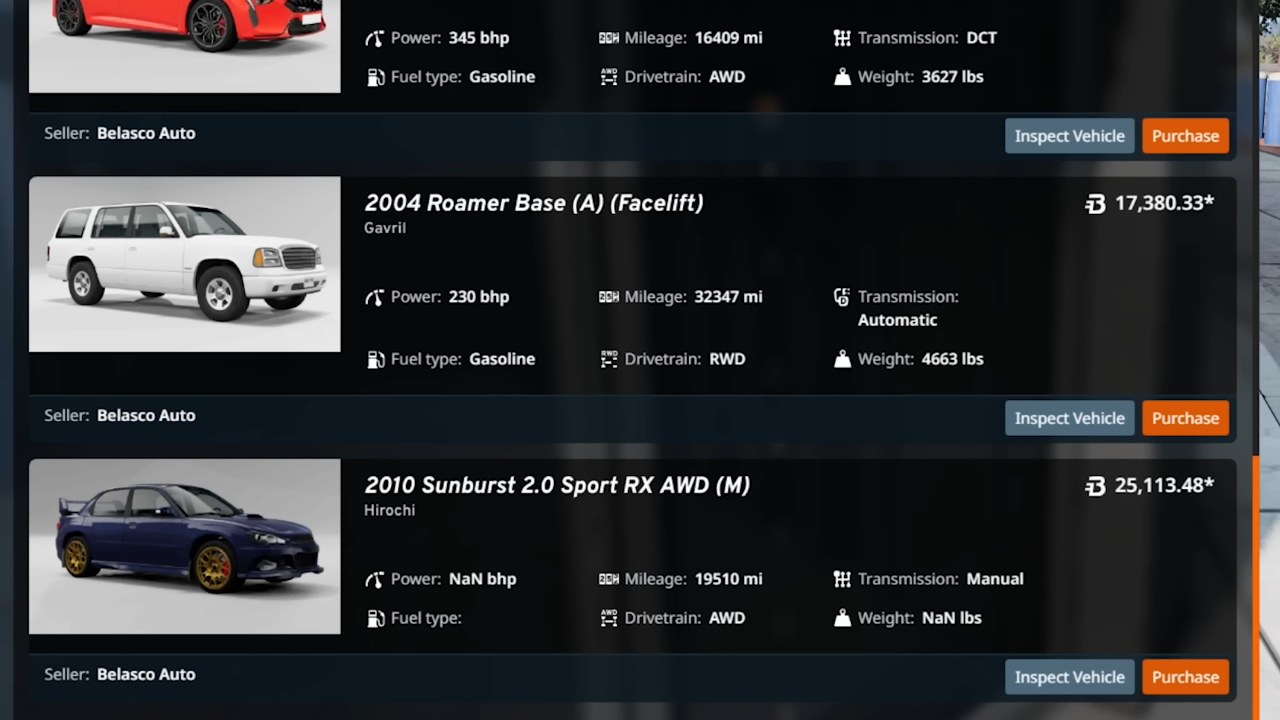 Power: 345 bhp Mileage: 16409 mi Transmission: DCT
Fuel type: Gasoline Drivetrain: AWD Weight: 3627 lbs
Seller: Belasco Auto Inspect Vehicle Purchase
2004 Roamer Base (A) (Facelift) 17,380.33*
Gavril
Power: 230 bhp Mileage: 32347 mi Transmission:
Automatic
Fuel type: Gasoline Drivetrain: RWD Weight: 4663 lbs
Seller: Belasco Auto Inspect Vehicle Purchase
2010 Sunburst 2.0 Sport RX AWD (M) 25,113.48*
Hirochi
Power: NaN bhp Mileage: 19510 mi Transmission: Manual
Fuel type: Drivetrain: AWD Weight: NaN lbs
Seller: Belasco Auto Inspect Vehicle Purchase